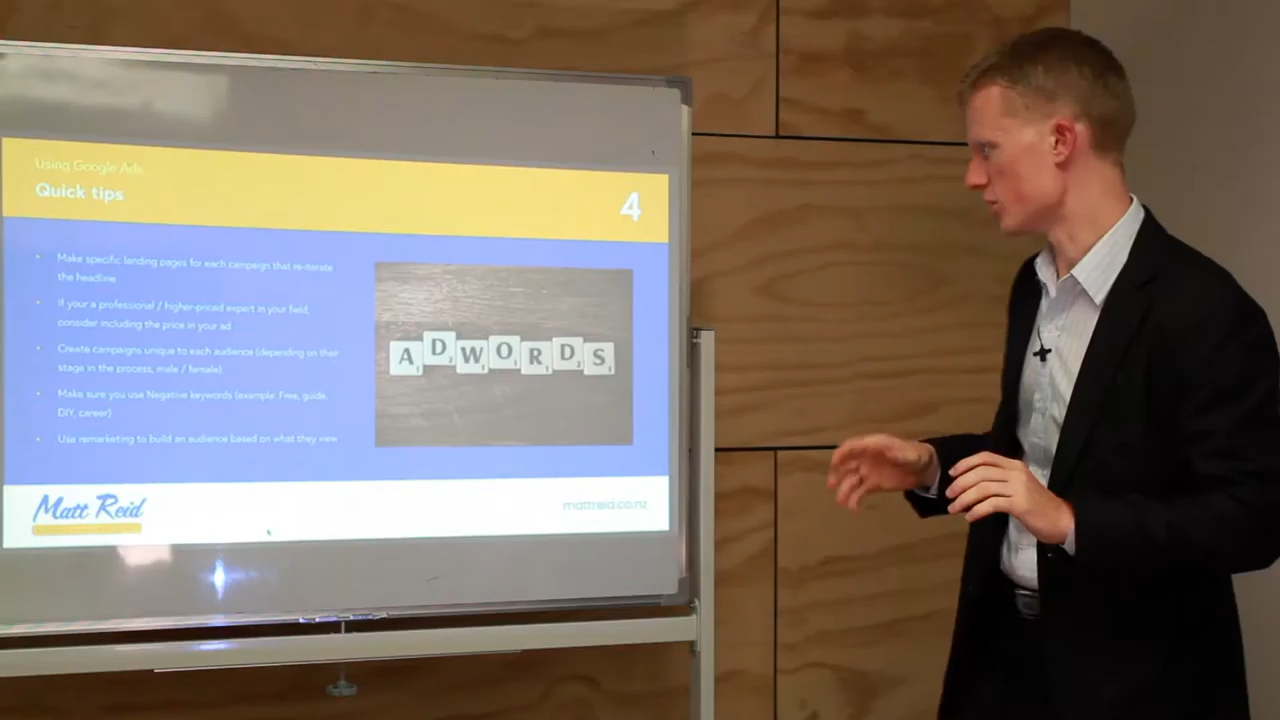 Using Google Ads
Quick tips
4
Make specific landing pages for each campaign that re-iterate
the headline
If your a professional / higher-priced expert in your field,
consider including the price in your ad
Create campaigns unique to each audience (depending on their
stage in the process, male / female)
Make sure you use Negative keywords (example: Free, guide,
DIY, career)
Use remarketing to build an audience based on what they view
ADWORDS
Matt Reid
mattreid.co.nz